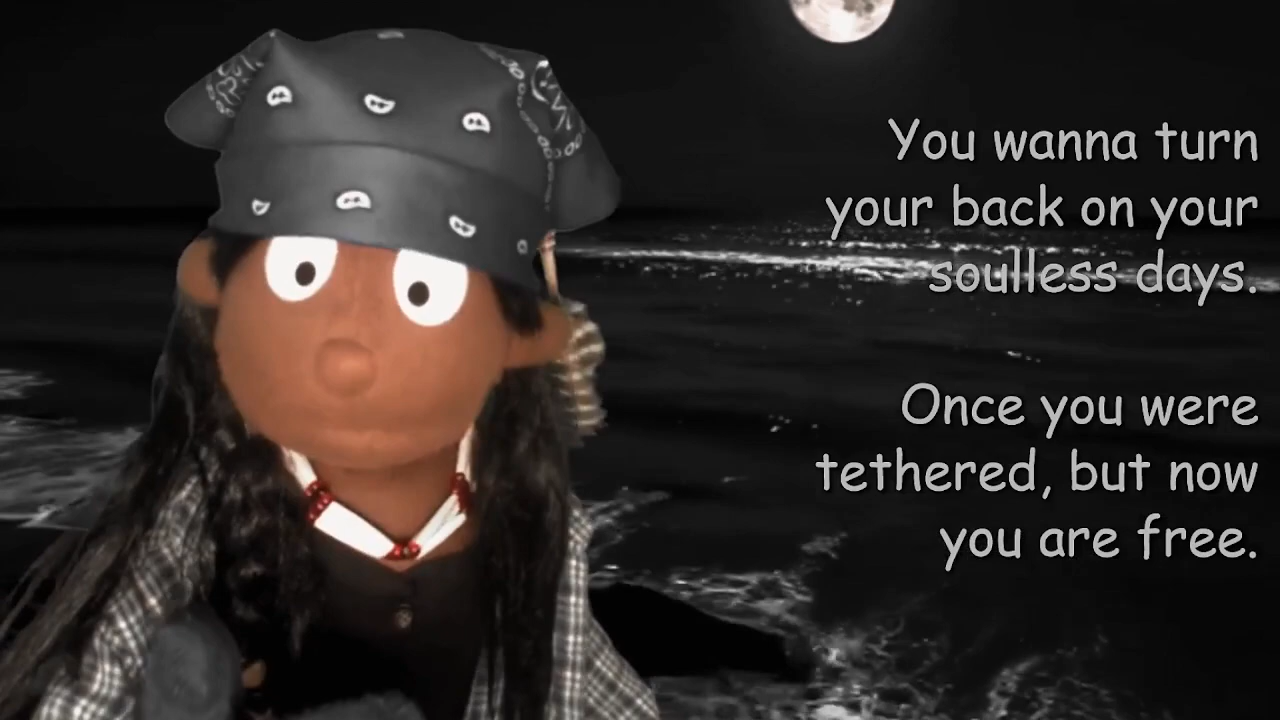 You wanna turn
your back on your
soulless days.
Once you were
tethered, but now
you are free.